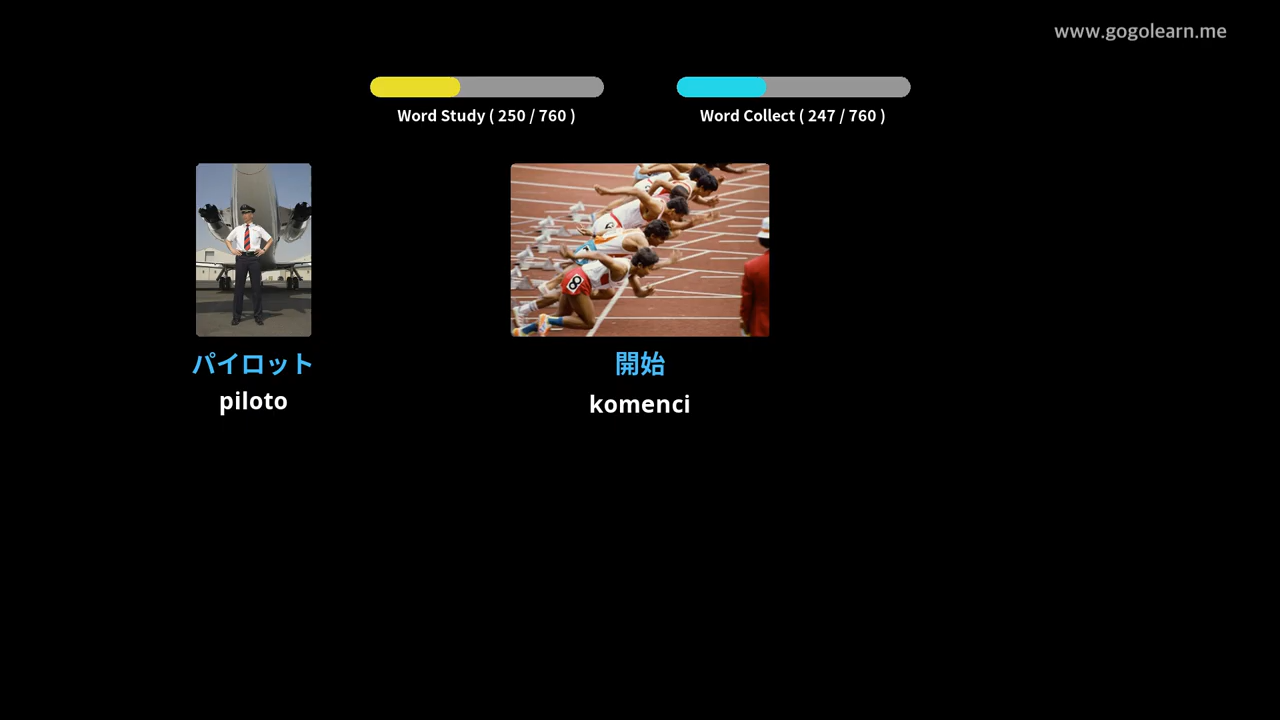 www.gogolearn.me
Word Study ( 250 / 760 )
Word Collect ( 247 / 760 )
8
パイロット
開始
piloto
komenci